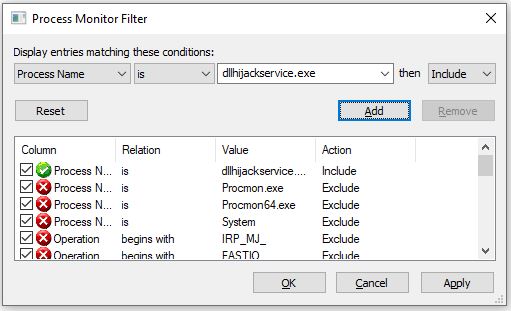 Process Monitor Filter
Display entries matching these conditions:
Process Name is dllhijackservice.exe then Include
Reset Add Remove
Column Relation Value Action
Process N... is dllhijackservice.... Include
Process N... is Procmon.exe Exclude
Process N... is Procmon64.exe Exclude
Process N... is System Exclude
Operation begins with IRP_MJ_ Exclude
Operation begins with FASTIO_ Exclude
OK Cancel Apply